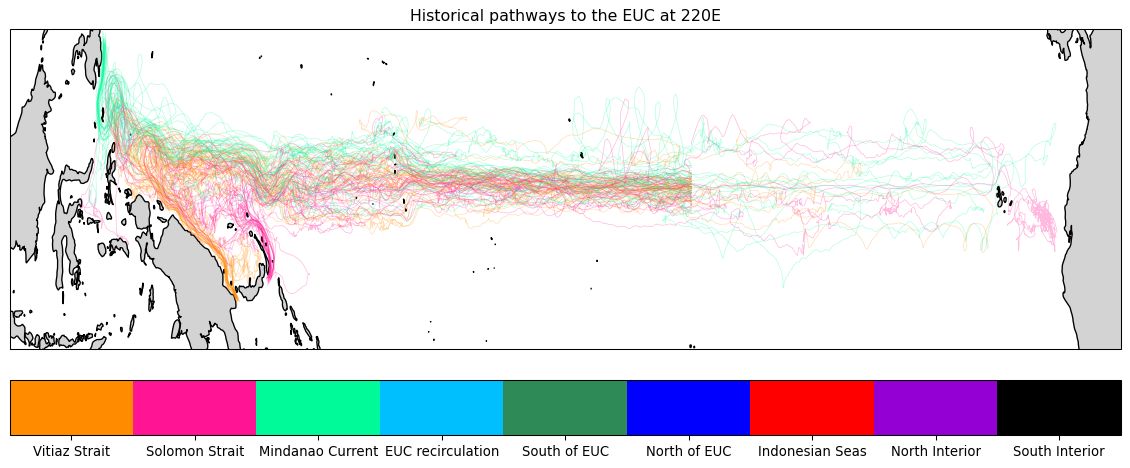 Historical pathways to the EUC at 220E
Vitiaz Strait Solomon Strait Mindanao Current EUC recirculation South of EUC North of EUC Indonesian Seas North Interior South Interior